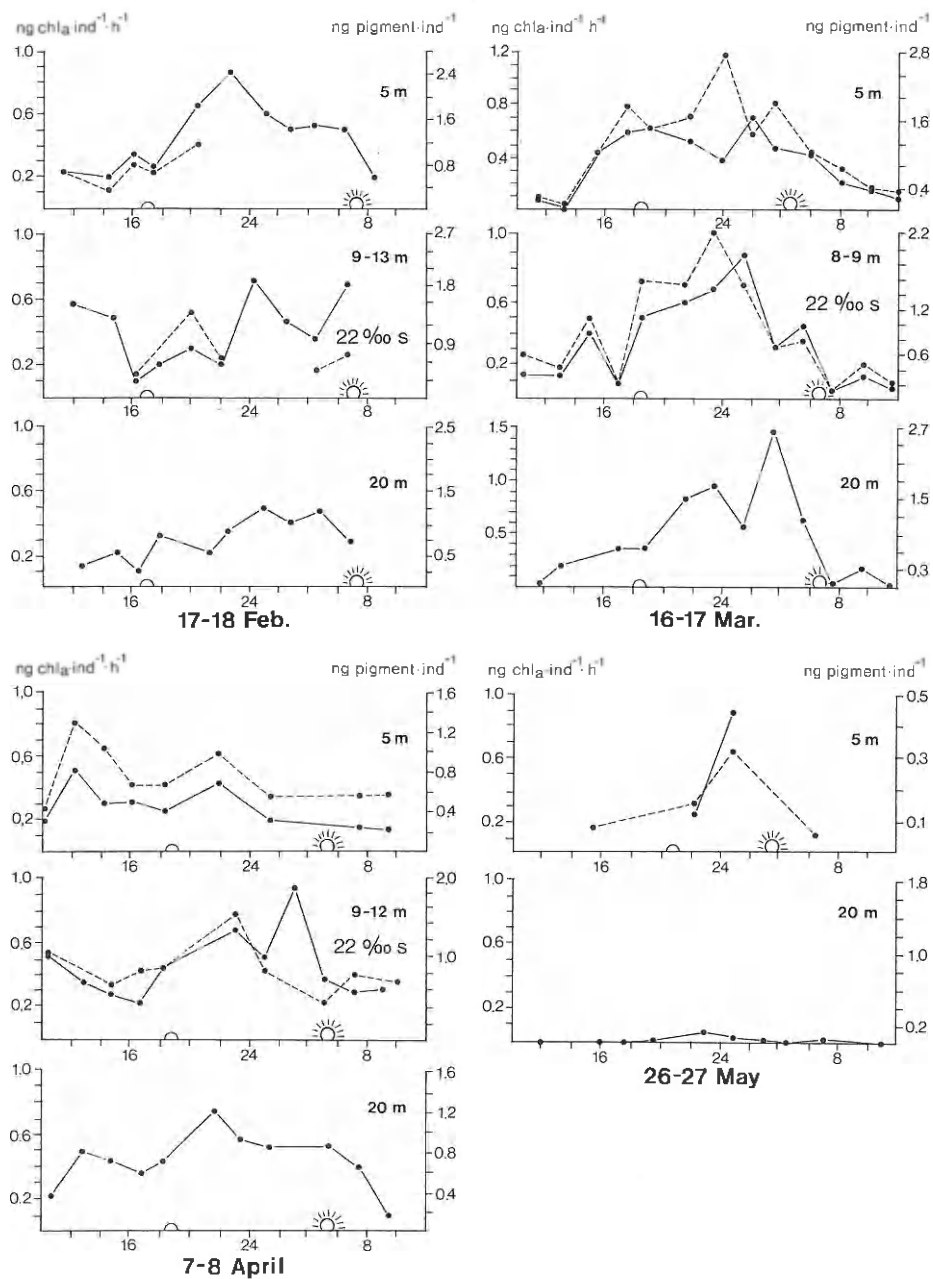 ng chla·ind⁻¹·h⁻¹ ng pigment·ind⁻¹
1.0
0.6
0.2
2.4
1.6
0.8
5 m
16 24 8
1.0
0.6
0.2
2.7
1.8
0.9
9-13 m
22 ‰ S
16 24 8
1.0
0.6
0.2
2.5
1.5
0.5
20 m
16 24 8
17-18 Feb.
ng chla·ind⁻¹ h⁻¹ ng pigment·ind⁻¹
1.2
0.8
0.4
2.8
1.6
0.4
5 m
16 24 8
1.0
0.6
0.2
2.2
1.2
0.6
8-9 m
22 ‰ S
16 24 8
1.5
1.0
0.5
2.7
1.5
0.3
20 m
16 24 8
16-17 Mar.
ng chla·ind⁻¹·h⁻¹ ng pigment·ind⁻¹
1.0
0.6
0.2
1.6
1.2
0.8
0.4
5 m
16 24 8
1.0
0.6
0.2
2.0
1.0
9-12 m
22 ‰ S
16 24 8
1.0
0.6
0.2
1.6
1.2
0.8
0.4
20 m
16 24 8
7-8 April
ng chla·ind⁻¹·h⁻¹ ng pigment·ind⁻¹
1.0
0.6
0.2
0.5
0.3
0.1
5 m
16 24 8
1.0
0.6
0.2
1.8
1.0
0.2
20 m
16 24 8
26-27 May